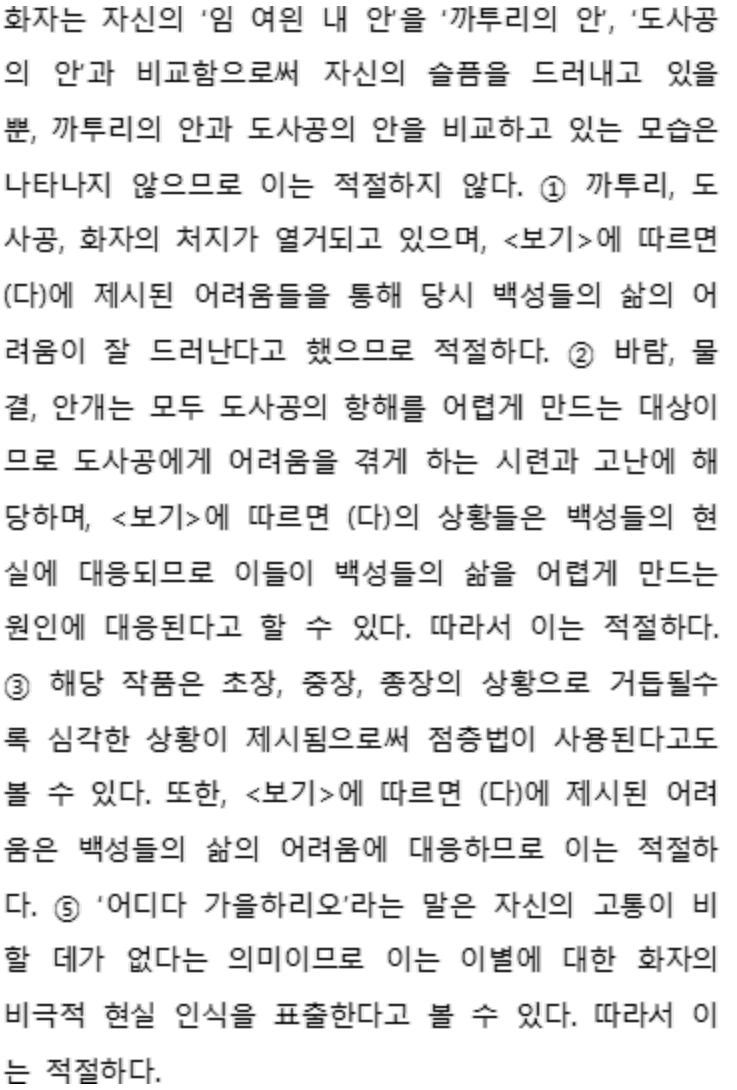 화자는 자신의 '임 여읜 내 안'을 '까투리의 안', '도사공
의 안'과 비교함으로써 자신의 슬픔을 드러내고 있을
뿐, 까투리의 안과 도사공의 안을 비교하고 있는 모습은
나타나지 않으므로 이는 적절하지 않다. ① 까투리, 도
사공, 화자의 처지가 열거되고 있으며, <보기>에 따르면
(다)에 제시된 어려움들을 통해 당시 백성들의 삶의 어
려움이 잘 드러난다고 했으므로 적절하다. ② 바람, 물
결, 안개는 모두 도사공의 항해를 어렵게 만드는 대상이
므로 도사공에게 어려움을 겪게 하는 시련과 고난에 해
당하며, <보기>에 따르면 (다)의 상황들은 백성들의 현
실에 대응되므로 이들이 백성들의 삶을 어렵게 만드는
원인에 대응된다고 할 수 있다. 따라서 이는 적절하다.
③ 해당 작품은 초장, 중장, 종장의 상황으로 거듭될수
록 심각한 상황이 제시됨으로써 점층법이 사용된다고도
볼 수 있다. 또한, <보기>에 따르면 (다)에 제시된 어려
움은 백성들의 삶의 어려움에 대응하므로 이는 적절하
다. ⑤ '어디다 가을하리오'라는 말은 자신의 고통이 비
할 데가 없다는 의미이므로 이는 이별에 대한 화자의
비극적 현실 인식을 표출한다고 볼 수 있다. 따라서 이
는 적절하다.